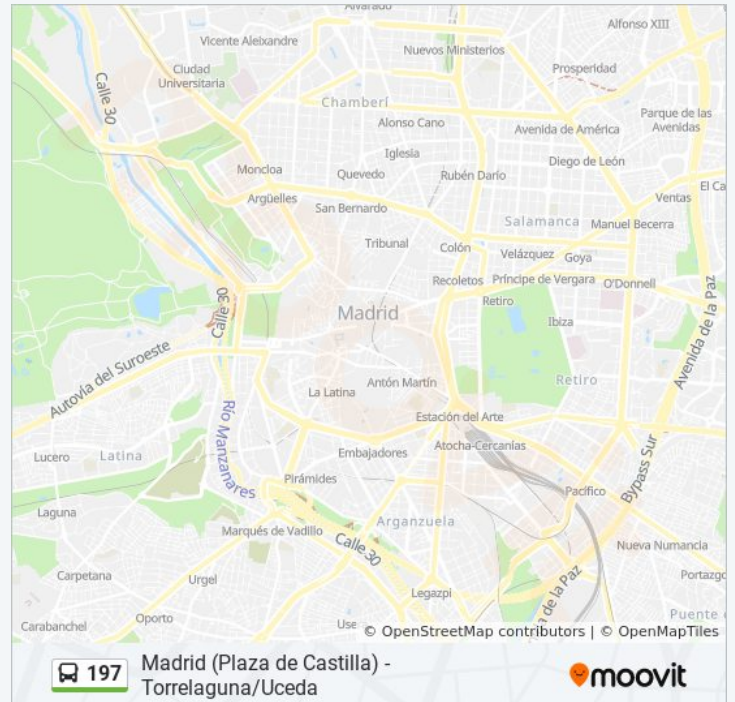 Alvarado
Alfonso XIII
Vicente Aleixandre
Nuevos Ministerios
Ciudad
Universitaria
Prosperidad
Calle 30
Chamberí
Parque de las
Avenidas
Alonso Cano
Avenida de América
Iglesia
Diego de León
Moncloa
Quevedo
Rubén Darío
El Ca
Argüelles
Ventas
San Bernardo
Salamanca
Manuel Becerra
Tribunal
Colón
Velázquez
Goya
Recoletos
Príncipe de Vergara
O'Donnell
Calle 30
Retiro
Madrid
Ibiza
Avenida de la Paz
Autovía del Suroeste
La Latina
Antón Martín
Retiro
Río Manzanares
Estación del Arte
Lucero
Latina
Embajadores
Atocha-Cercanías
Bypass Sur
Pirámides
Pacífico
Laguna
Arganzuela
Marqués de Vadillo
Calle 30
Nueva Numancia
Carpetana
Urgel
Portazgo
Legazpi
a de la Paz
Oporto
Puente
Carabanchel
Use
© OpenStreetMap contributors | © OpenMapTiles
197
Madrid (Plaza de Castilla) -
Torrelaguna/Uceda
moovit